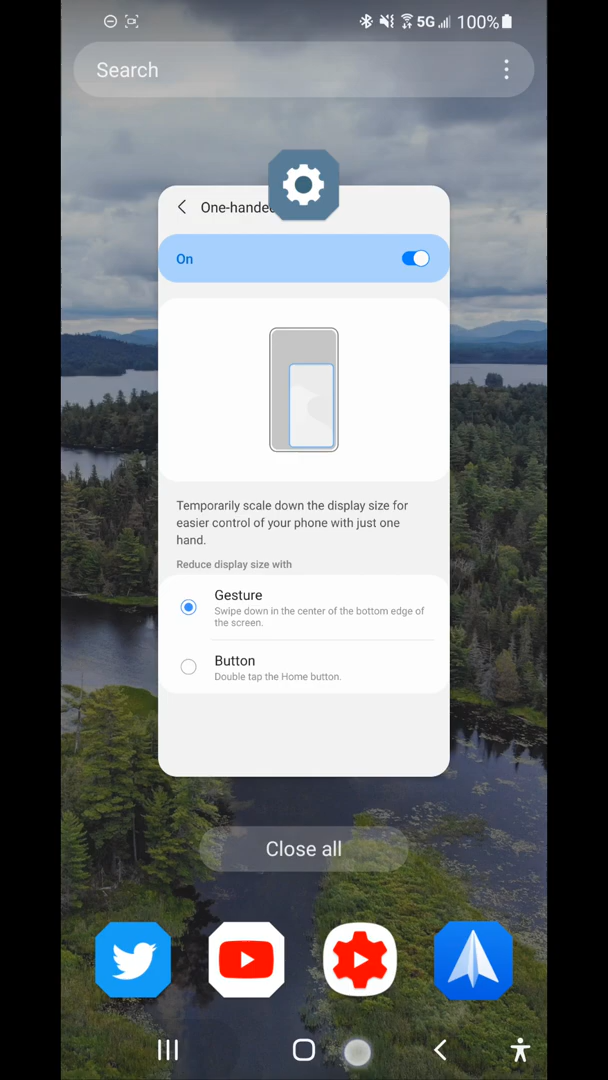 5G 100%
Search
One-handed
On
Temporarily scale down the display size for
easier control of your phone with just one
hand.
Reduce display size with
Gesture
Swipe down in the center of the bottom edge of
the screen.
Button
Double tap the Home button.
Close all